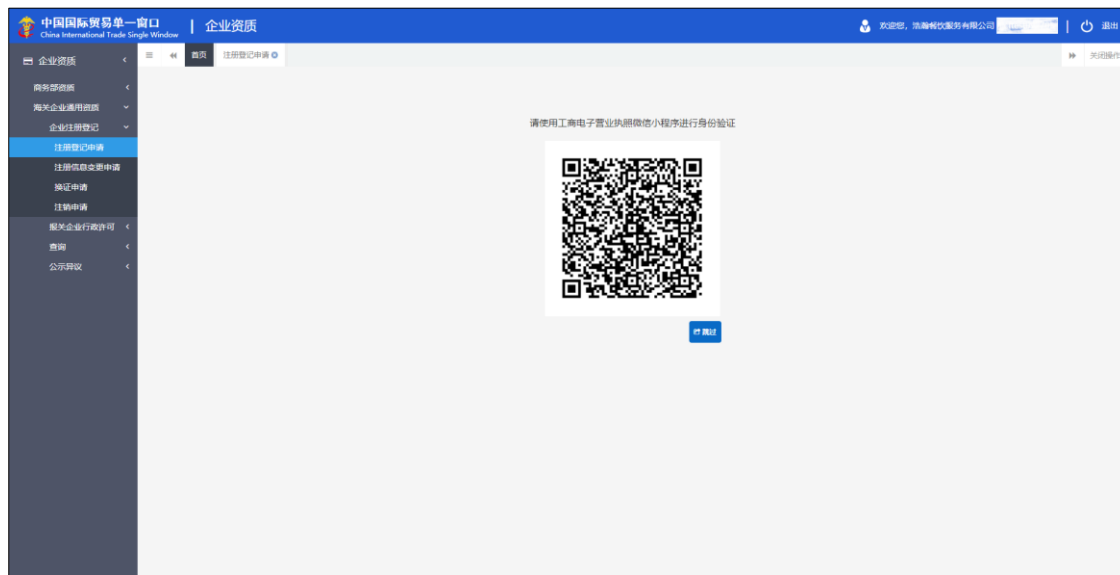 中国国际贸易单一窗口
China International Trade Single Window
企业资质
欢迎您，浩瀚餐饮服务有限公司
退出
企业资质
首页
注册登记申请
关闭操作
商务部资质
海关企业通用资质
企业注册登记
注册登记申请
注册信息变更申请
换证申请
注销申请
报关企业行政许可
查询
公示异议
请使用工商电子营业执照微信小程序进行身份验证
跳过